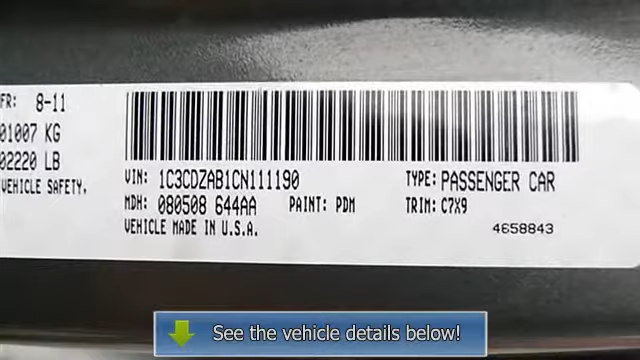 FR: 8-11
01007 KG
02220 LB
VEHICLE SAFETY,
VIN: 1C3CDZAB1CN111190 TYPE: PASSENGER CAR
MDH: 080508 644AA PAINT: PDM TRIM: C7X9
VEHICLE MADE IN U.S.A. 4658843
See the vehicle details below!